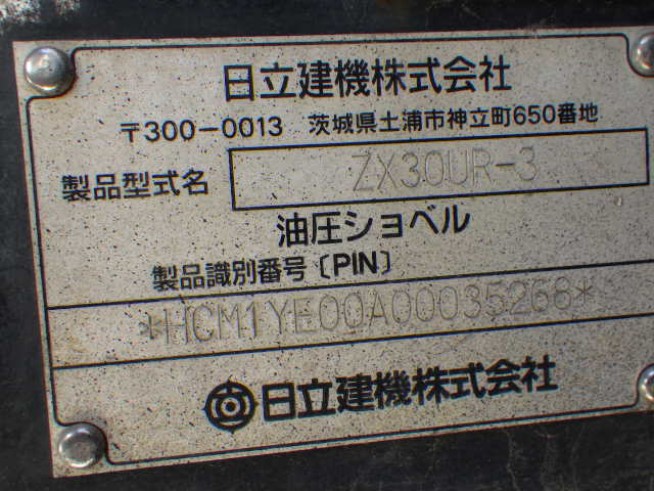 日立建機株式会社
〒300-0013 茨城県土浦市神立町650番地
製品型式名 ZX30UR-3
油圧ショベル
製品識別番号〔PIN〕
*HCM1YE00A00035268*
日立建機株式会社